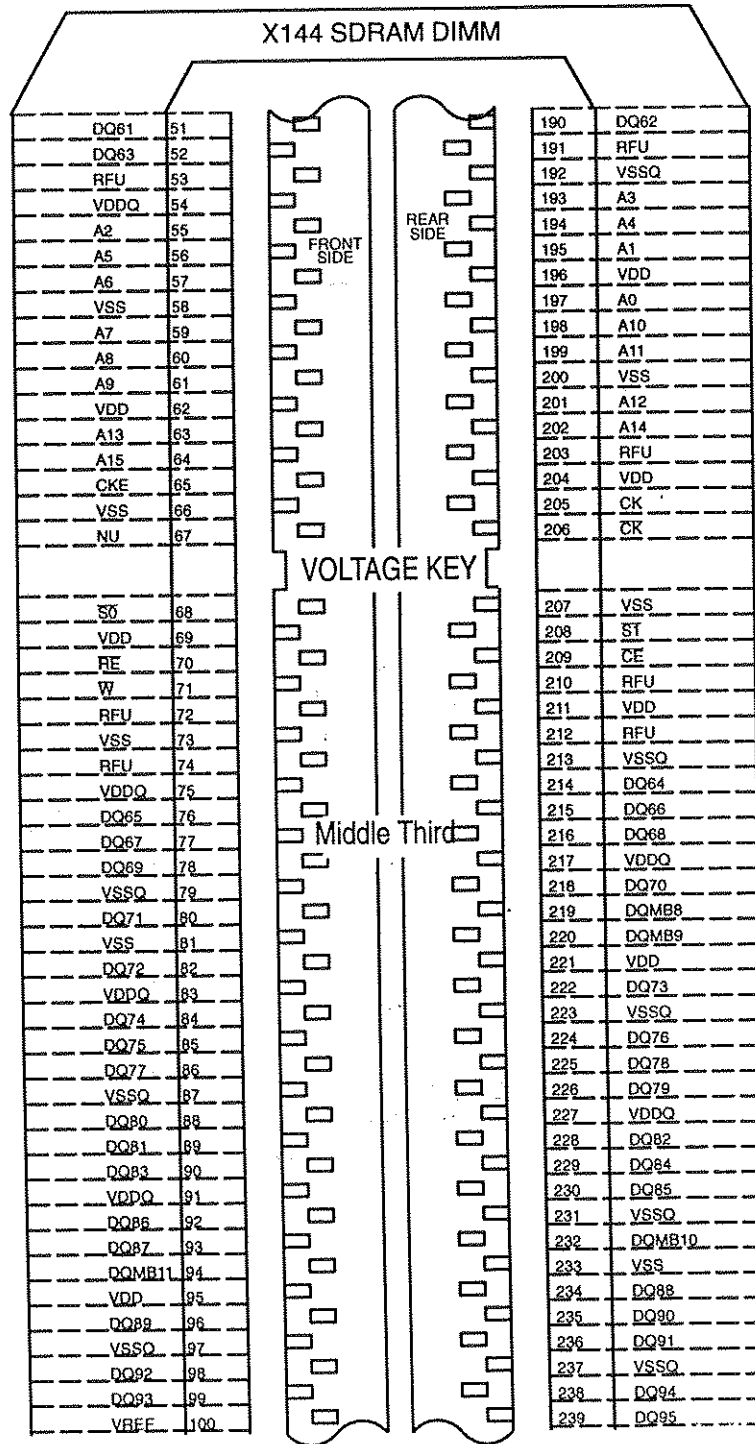 X144 SDRAM DIMM
DQ61 51
DQ63 52
RFU 53
VDDQ 54
A2 55
A5 56
A6 57
VSS 58
A7 59
A8 60
A9 61
VDD 62
A13 63
A15 64
CKE 65
VSS 66
NU 67
S̅0̅ 68
VDD 69
R̅E̅ 70
W̅ 71
RFU 72
VSS 73
RFU 74
VDDQ 75
DQ65 76
DQ67 77
DQ69 78
VSSQ 79
DQ71 80
VSS 81
DQ72 82
VDDQ 83
DQ74 84
DQ75 85
DQ77 86
VSSQ 87
DQ80 88
DQ81 89
DQ83 90
VDDQ 91
DQ86 92
DQ87 93
DQMB11 94
VDD 95
DQ89 96
VSSQ 97
DQ92 98
DQ93 99
VREF 100
FRONT
SIDE
REAR
SIDE
VOLTAGE KEY
Middle Third
190 DQ62
191 RFU
192 VSSQ
193 A3
194 A4
195 A1
196 VDD
197 A0
198 A10
199 A11
200 VSS
201 A12
202 A14
203 RFU
204 VDD
205 CK
206 C̅K̅
207 VSS
208 S̅1̅
209 C̅E̅
210 RFU
211 VDD
212 RFU
213 VSSQ
214 DQ64
215 DQ66
216 DQ68
217 VDDQ
218 DQ70
219 DQMB8
220 DQMB9
221 VDD
222 DQ73
223 VSSQ
224 DQ76
225 DQ78
226 DQ79
227 VDDQ
228 DQ82
229 DQ84
230 DQ85
231 VSSQ
232 DQMB10
233 VSS
234 DQ88
235 DQ90
236 DQ91
237 VSSQ
238 DQ94
239 DQ95